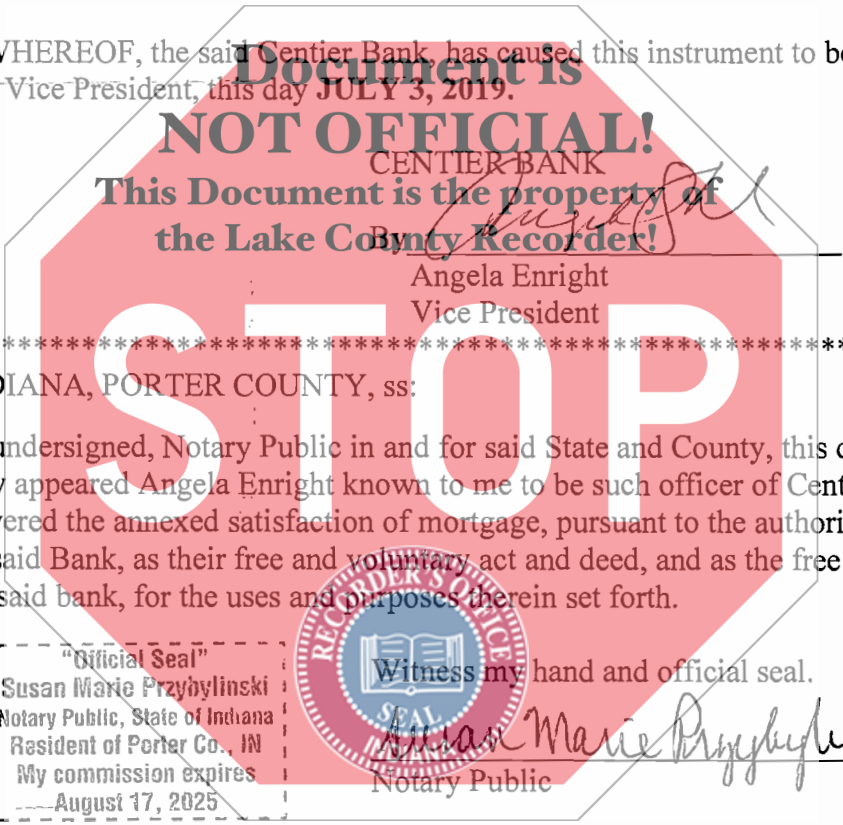 WHEREOF, the said Centier Bank, has caused this instrument to be
Vice President, this day JULY 3, 2019.
Document is
NOT OFFICIAL!
This Document is the property of
the Lake County Recorder!
CENTIER BANK
By
Angela Enright
Vice President
STOP
DIANA, PORTER COUNTY, ss:
undersigned, Notary Public in and for said State and County, this d
y appeared Angela Enright known to me to be such officer of Cent
vered the annexed satisfaction of mortgage, pursuant to the authori
said Bank, as their free and voluntary act and deed, and as the free
said bank, for the uses and purposes therein set forth.
RECORDER'S OFFICE
SEAL
INDIANA
"Official Seal"
Susan Marie Przybylinski
Notary Public, State of Indiana
Resident of Porter Co., IN
My commission expires
August 17, 2025
Witness my hand and official seal.
Susan Marie Przybyl
Notary Public